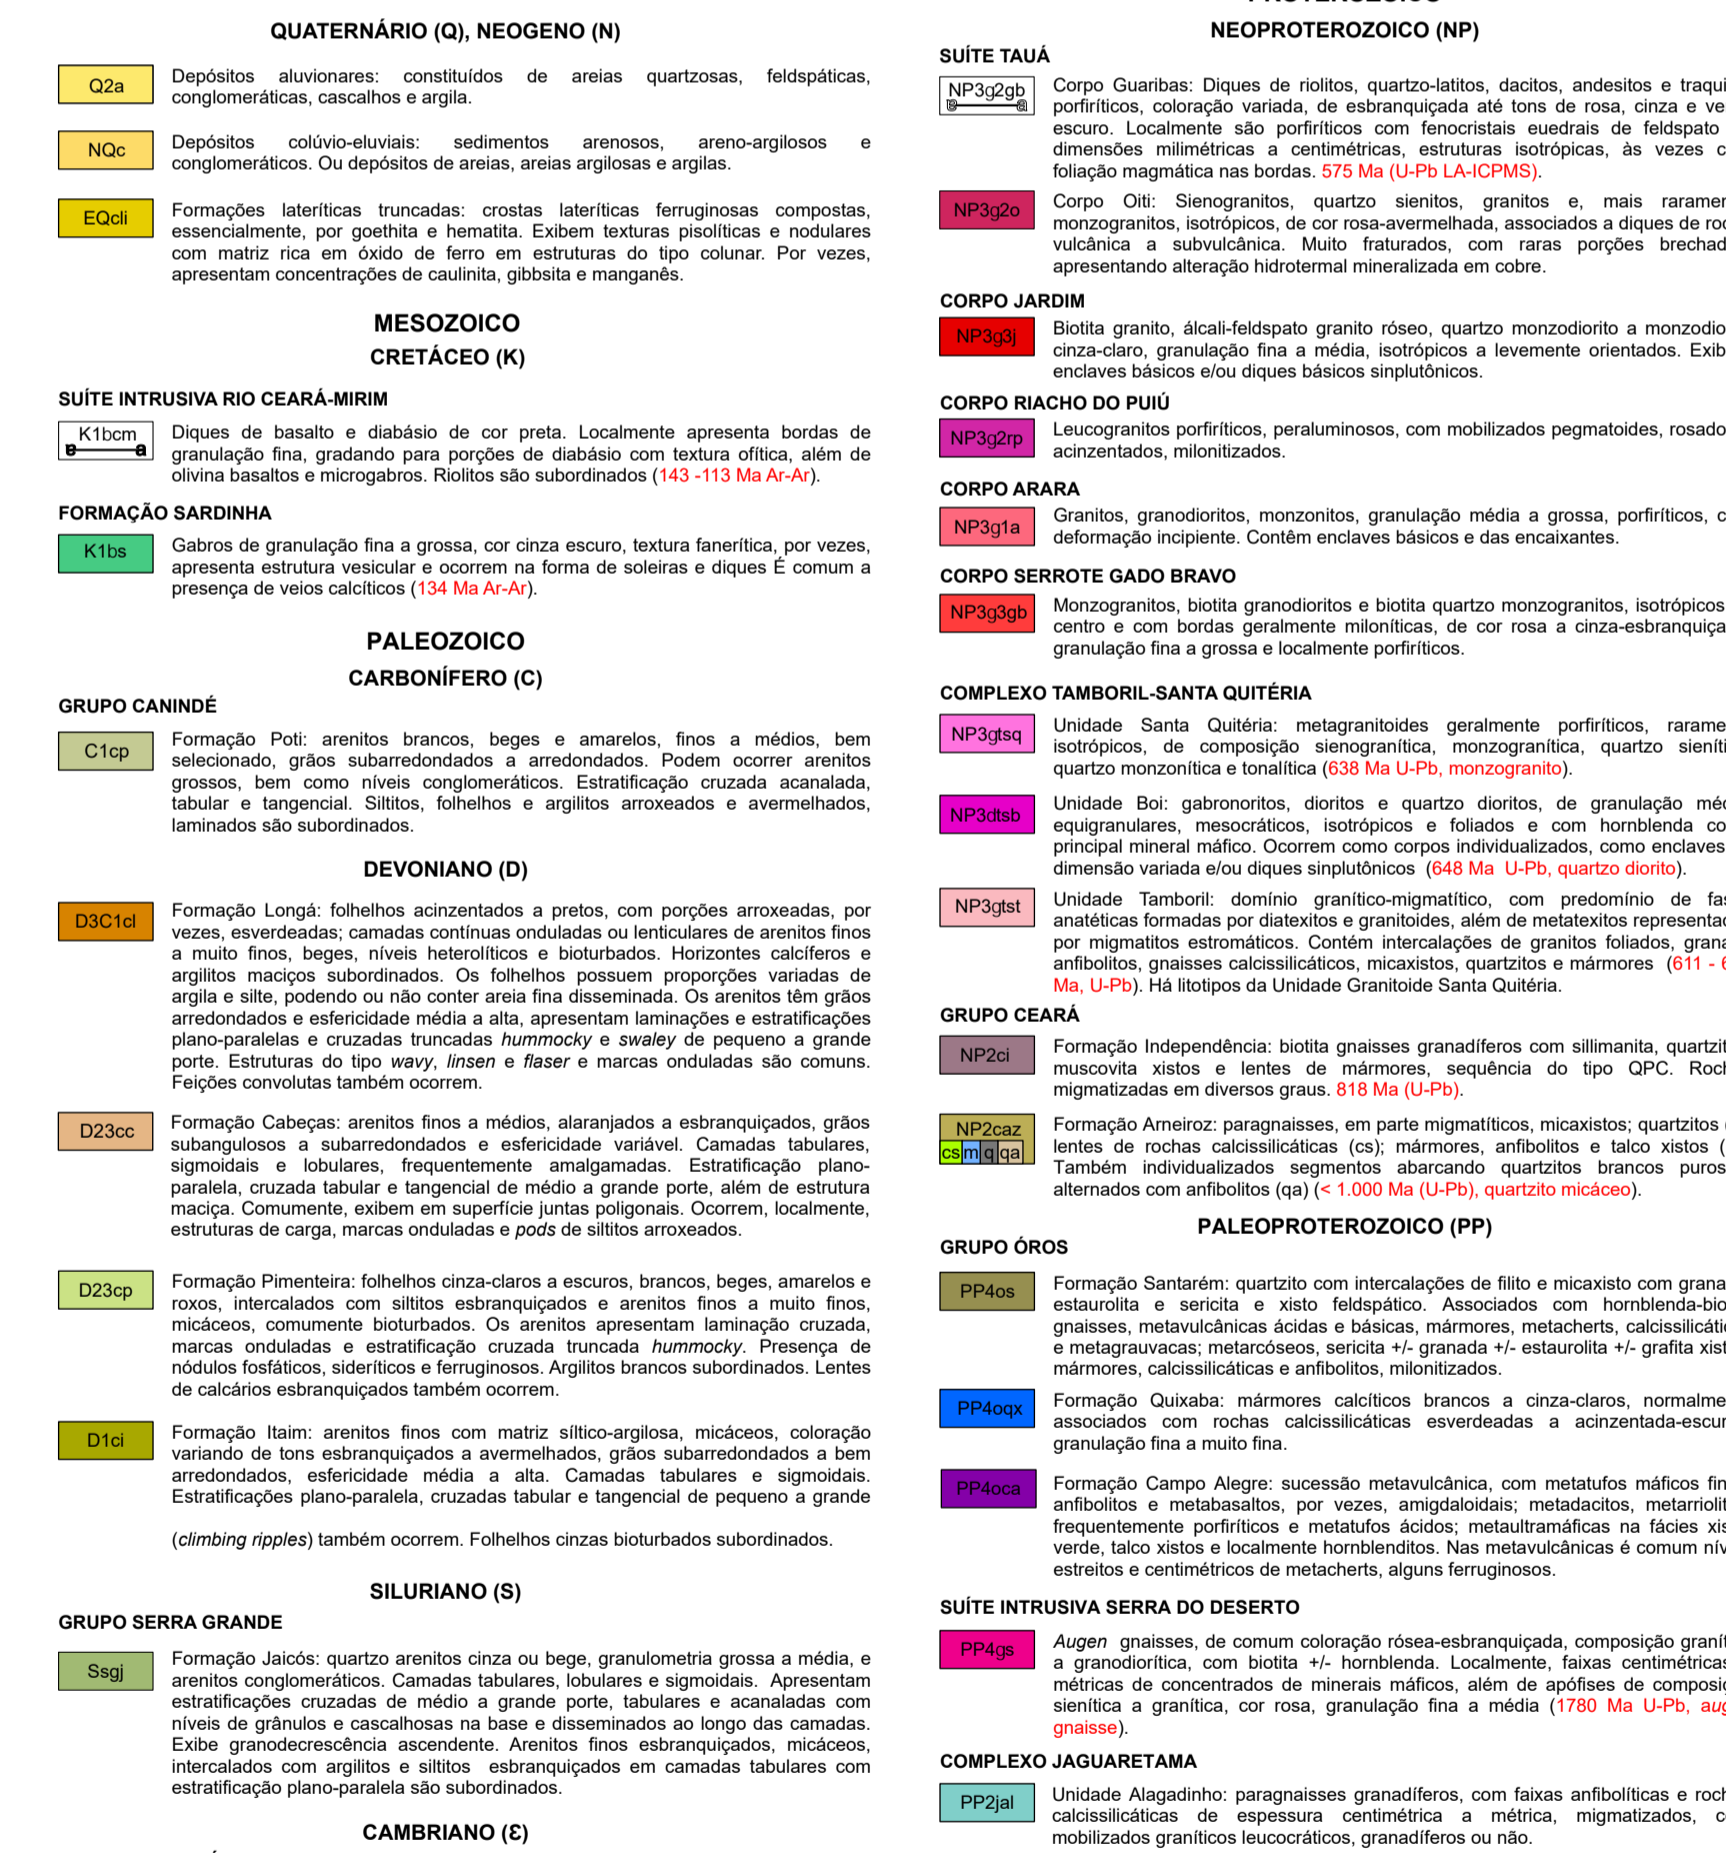 QUATERNÁRIO (Q), NEOGENO (N)
Q2a
Depósitos aluvionares: constituídos de areias quartzosas, feldspáticas,
conglomeráticas, cascalhos e argila.
NQc
Depósitos colúvio-eluviais: sedimentos arenosos, areno-argilosos e
conglomeráticos. Ou depósitos de areias, areias argilosas e argilas.
EQcli
Formações lateríticas truncadas: crostas lateríticas ferruginosas compostas,
essencialmente, por goethita e hematita. Exibem texturas pisolíticas e nodulares
com matriz rica em óxido de ferro em estruturas do tipo colunar. Por vezes,
apresentam concentrações de caulinita, gibbsita e manganês.
MESOZOICO
CRETÁCEO (K)
SUÍTE INTRUSIVA RIO CEARÁ-MIRIM
K1bcm
Diques de basalto e diabásio de cor preta. Localmente apresenta bordas de
granulação fina, gradando para porções de diabásio com textura ofítica, além de
olivina basaltos e microgabros. Riolitos são subordinados (143 -113 Ma Ar-Ar).
FORMAÇÃO SARDINHA
K1bs
Gabros de granulação fina a grossa, cor cinza escuro, textura fanerítica, por vezes,
apresenta estrutura vesicular e ocorrem na forma de soleiras e diques É comum a
presença de veios calcíticos (134 Ma Ar-Ar).
PALEOZOICO
CARBONÍFERO (C)
GRUPO CANINDÉ
C1cp
Formação Poti: arenitos brancos, beges e amarelos, finos a médios, bem
selecionado, grãos subarredondados a arredondados. Podem ocorrer arenitos
grossos, bem como níveis conglomeráticos. Estratificação cruzada acanalada,
tabular e tangencial. Siltitos, folhelhos e argilitos arroxeados e avermelhados,
laminados são subordinados.
DEVONIANO (D)
D3C1cl
Formação Longá: folhelhos acinzentados a pretos, com porções arroxeadas, por
vezes, esverdeadas; camadas contínuas onduladas ou lenticulares de arenitos finos
a muito finos, beges, níveis heterolíticos e bioturbados. Horizontes calcíferos e
argilitos maciços subordinados. Os folhelhos possuem proporções variadas de
argila e silte, podendo ou não conter areia fina disseminada. Os arenitos têm grãos
arredondados e esfericidade média a alta, apresentam laminações e estratificações
plano-paralelas e cruzadas truncadas hummocky e swaley de pequeno a grande
porte. Estruturas do tipo wavy, linsen e flaser e marcas onduladas são comuns.
Feições convolutas também ocorrem.
D23cc
Formação Cabeças: arenitos finos a médios, alaranjados a esbranquiçados, grãos
subangulosos a subarredondados e esfericidade variável. Camadas tabulares,
sigmoidais e lobulares, frequentemente amalgamadas. Estratificação plano-
paralela, cruzada tabular e tangencial de médio a grande porte, além de estrutura
maciça. Comumente, exibem em superfície juntas poligonais. Ocorrem, localmente,
estruturas de carga, marcas onduladas e pods de siltitos arroxeados.
D23cp
Formação Pimenteira: folhelhos cinza-claros a escuros, brancos, beges, amarelos e
roxos, intercalados com siltitos esbranquiçados e arenitos finos a muito finos,
micáceos, comumente bioturbados. Os arenitos apresentam laminação cruzada,
marcas onduladas e estratificação cruzada truncada hummocky. Presença de
nódulos fosfáticos, sideríticos e ferruginosos. Argilitos brancos subordinados. Lentes
de calcários esbranquiçados também ocorrem.
D1ci
Formação Itaim: arenitos finos com matriz síltico-argilosa, micáceos, coloração
variando de tons esbranquiçados a avermelhados, grãos subarredondados a bem
arredondados, esfericidade média a alta. Camadas tabulares e sigmoidais.
Estratificações plano-paralela, cruzadas tabular e tangencial de pequeno a grande
(climbing ripples) também ocorrem. Folhelhos cinzas bioturbados subordinados.
SILURIANO (S)
GRUPO SERRA GRANDE
Ssgj
Formação Jaicós: quartzo arenitos cinza ou bege, granulometria grossa a média, e
arenitos conglomeráticos. Camadas tabulares, lobulares e sigmoidais. Apresentam
estratificações cruzadas de médio a grande porte, tabulares e acanaladas com
níveis de grânulos e cascalhosas na base e disseminados ao longo das camadas.
Exibe granodecrescência ascendente. Arenitos finos esbranquiçados, micáceos,
intercalados com argilitos e siltitos esbranquiçados em camadas tabulares com
estratificação plano-paralela são subordinados.
CAMBRIANO (Ɛ)
NEOPROTEROZOICO (NP)
SUÍTE TAUÁ
NP3g2gb
Corpo Guaribas: Diques de riolitos, quartzo-latitos, dacitos, andesitos e traqui
porfiríticos, coloração variada, de esbranquiçada até tons de rosa, cinza e ve
escuro. Localmente são porfiríticos com fenocristais euedrais de feldspato
dimensões milimétricas a centimétricas, estruturas isotrópicas, às vezes c
foliação magmática nas bordas. 575 Ma (U-Pb LA-ICPMS).
NP3g2o
Corpo Oiti: Sienogranitos, quartzo sienitos, granitos e, mais raramen
monzogranitos, isotrópicos, de cor rosa-avermelhada, associados a diques de roc
vulcânica a subvulcânica. Muito fraturados, com raras porções brechad
apresentando alteração hidrotermal mineralizada em cobre.
CORPO JARDIM
NP3g3j
Biotita granito, álcali-feldspato granito róseo, quartzo monzodiorito a monzodio
cinza-claro, granulação fina a média, isotrópicos a levemente orientados. Exib
enclaves básicos e/ou diques básicos sinplutônicos.
CORPO RIACHO DO PUIÚ
NP3g2rp
Leucogranitos porfiríticos, peraluminosos, com mobilizados pegmatoides, rosado
acinzentados, milonitizados.
CORPO ARARA
NP3g1a
Granitos, granodioritos, monzonitos, granulação média a grossa, porfiríticos, c
deformação incipiente. Contêm enclaves básicos e das encaixantes.
CORPO SERROTE GADO BRAVO
NP3g3gb
Monzogranitos, biotita granodioritos e biotita quartzo monzogranitos, isotrópicos
centro e com bordas geralmente miloníticas, de cor rosa a cinza-esbranquiça
granulação fina a grossa e localmente porfiríticos.
COMPLEXO TAMBORIL-SANTA QUITÉRIA
NP3gtsq
Unidade Santa Quitéria: metagranitoides geralmente porfiríticos, rarame
isotrópicos, de composição sienogranítica, monzogranítica, quartzo sieníti
quartzo monzonítica e tonalítica (638 Ma U-Pb, monzogranito).
NP3dtsb
Unidade Boi: gabronoritos, dioritos e quartzo dioritos, de granulação méd
equigranulares, mesocráticos, isotrópicos e foliados e com hornblenda co
principal mineral máfico. Ocorrem como corpos individualizados, como enclaves
dimensão variada e/ou diques sinplutônicos (648 Ma U-Pb, quartzo diorito).
NP3gtst
Unidade Tamboril: domínio granítico-migmatítico, com predomínio de fas
anatéticas formadas por diatexitos e granitoides, além de metatexitos representad
por migmatitos estromáticos. Contém intercalações de granitos foliados, grana
anfibolitos, gnaisses calcissilicáticos, micaxistos, quartzitos e mármores (611 - 6
Ma, U-Pb). Há litotipos da Unidade Granitoide Santa Quitéria.
GRUPO CEARÁ
NP2ci
Formação Independência: biotita gnaisses granadíferos com sillimanita, quartzit
muscovita xistos e lentes de mármores, sequência do tipo QPC. Roch
migmatizadas em diversos graus. 818 Ma (U-Pb).
NP2caz
cs m q qa
Formação Arneiroz: paragnaisses, em parte migmatíticos, micaxistos; quartzitos (
lentes de rochas calcissilicáticas (cs); mármores, anfibolitos e talco xistos (
Também individualizados segmentos abarcando quartzitos brancos puros
alternados com anfibolitos (qa) (< 1.000 Ma (U-Pb), quartzito micáceo).
PALEOPROTEROZOICO (PP)
GRUPO ÓROS
PP4os
Formação Santarém: quartzito com intercalações de filito e micaxisto com grana
estaurolita e sericita e xisto feldspático. Associados com hornblenda-bio
gnaisses, metavulcânicas ácidas e básicas, mármores, metacherts, calcissilicáti
e metagrauvacas; metarcóseos, sericita +/- granada +/- estaurolita +/- grafita xist
mármores, calcissilicáticas e anfibolitos, milonitizados.
PP4oqx
Formação Quixaba: mármores calcíticos brancos a cinza-claros, normalme
associados com rochas calcissilicáticas esverdeadas a acinzentada-escur
granulação fina a muito fina.
PP4oca
Formação Campo Alegre: sucessão metavulcânica, com metatufos máficos fin
anfibolitos e metabasaltos, por vezes, amigdaloidais; metadacitos, metarriolit
frequentemente porfiríticos e metatufos ácidos; metaultramáficas na fácies xis
verde, talco xistos e localmente hornblenditos. Nas metavulcânicas é comum nív
estreitos e centimétricos de metacherts, alguns ferruginosos.
SUÍTE INTRUSIVA SERRA DO DESERTO
PP4gs
Augen gnaisses, de comum coloração rósea-esbranquiçada, composição granít
a granodiorítica, com biotita +/- hornblenda. Localmente, faixas centimétricas
métricas de concentrados de minerais máficos, além de apófises de composiç
sienítica a granítica, cor rosa, granulação fina a média (1780 Ma U-Pb, aug
gnaisse).
COMPLEXO JAGUARETAMA
PP2jal
Unidade Alagadinho: paragnaisses granadíferos, com faixas anfibolíticas e roch
calcissilicáticas de espessura centimétrica a métrica, migmatizados, c
mobilizados graníticos leucocráticos, granadíferos ou não.